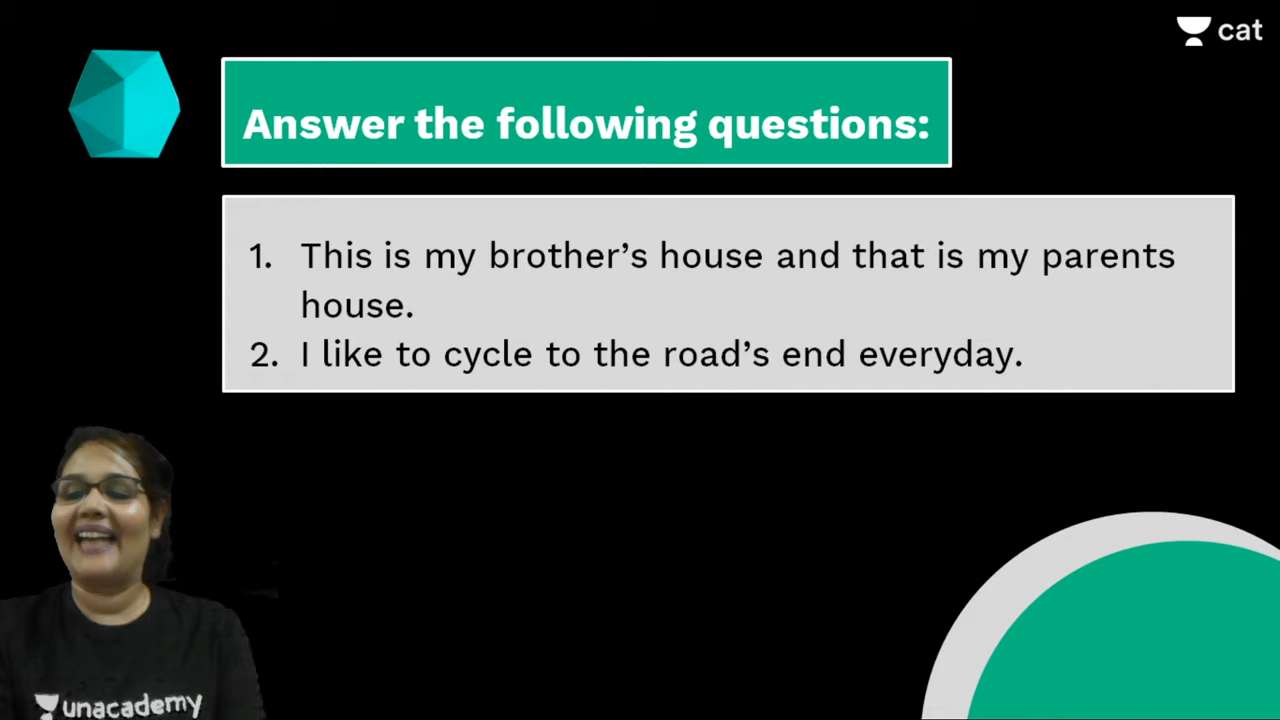 cat
Answer the following questions:
1. This is my brother’s house and that is my parents
house.
2. I like to cycle to the road’s end everyday.
unacademy